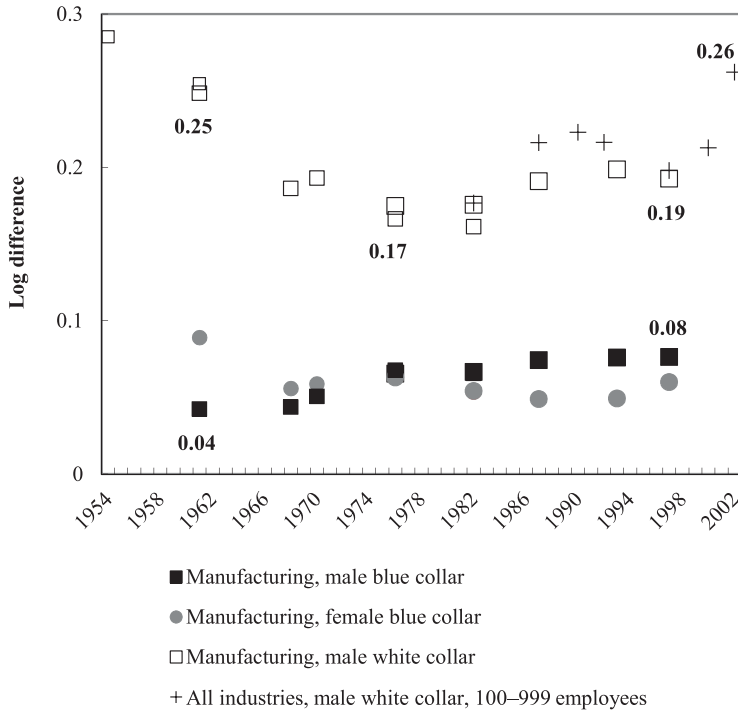 0.3
0.26
0.25
0.2
0.19
0.17
Log difference
0.1
0.08
0.04
0
1954 1958 1962 1966 1970 1974 1978 1982 1986 1990 1994 1998 2002
Manufacturing, male blue collar
Manufacturing, female blue collar
Manufacturing, male white collar
All industries, male white collar, 100–999 employees